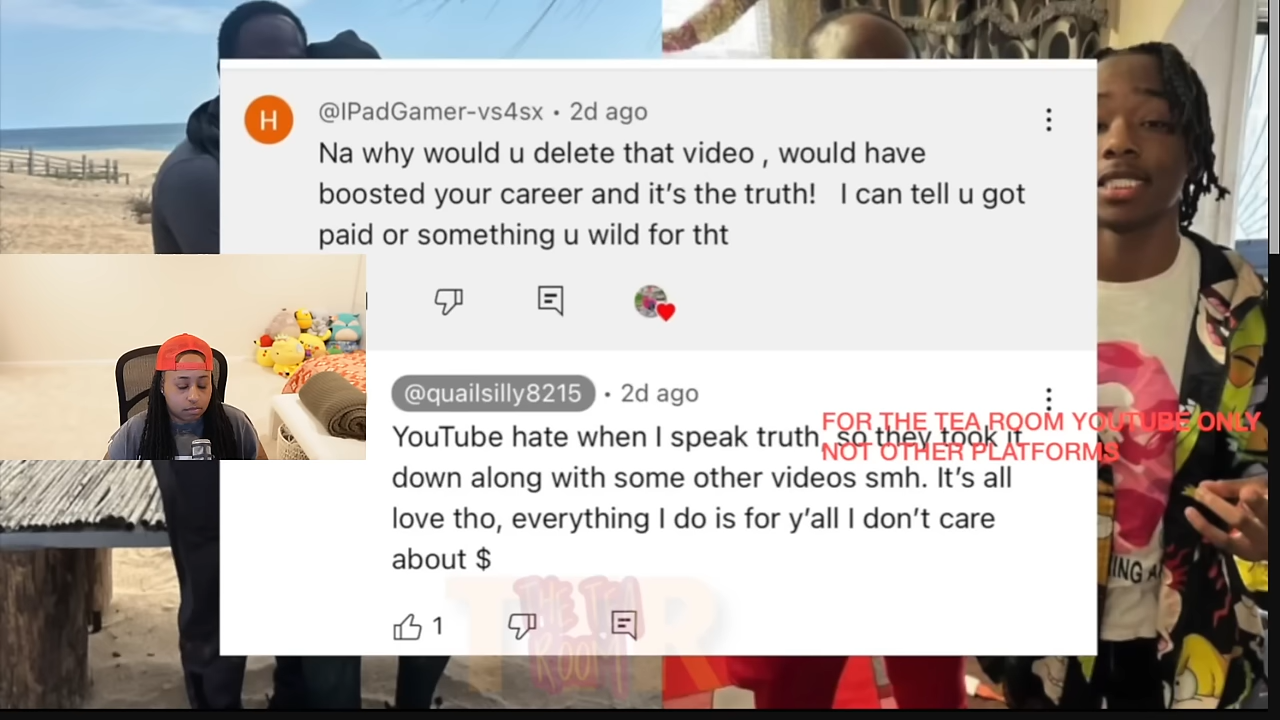 H
@IPadGamer-vs4sx • 2d ago
Na why would u delete that video , would have
boosted your career and it's the truth! I can tell u got
paid or something u wild for tht
@quailsilly8215 • 2d ago
YouTube hate when I speak truth, so they took it
down along with some other videos smh. It's all
love tho, everything I do is for y'all I don't care
about $
1
FOR THE TEA ROOM YOUTUBE ONLY
NOT OTHER PLATFORMS
THE TEA
ROOM